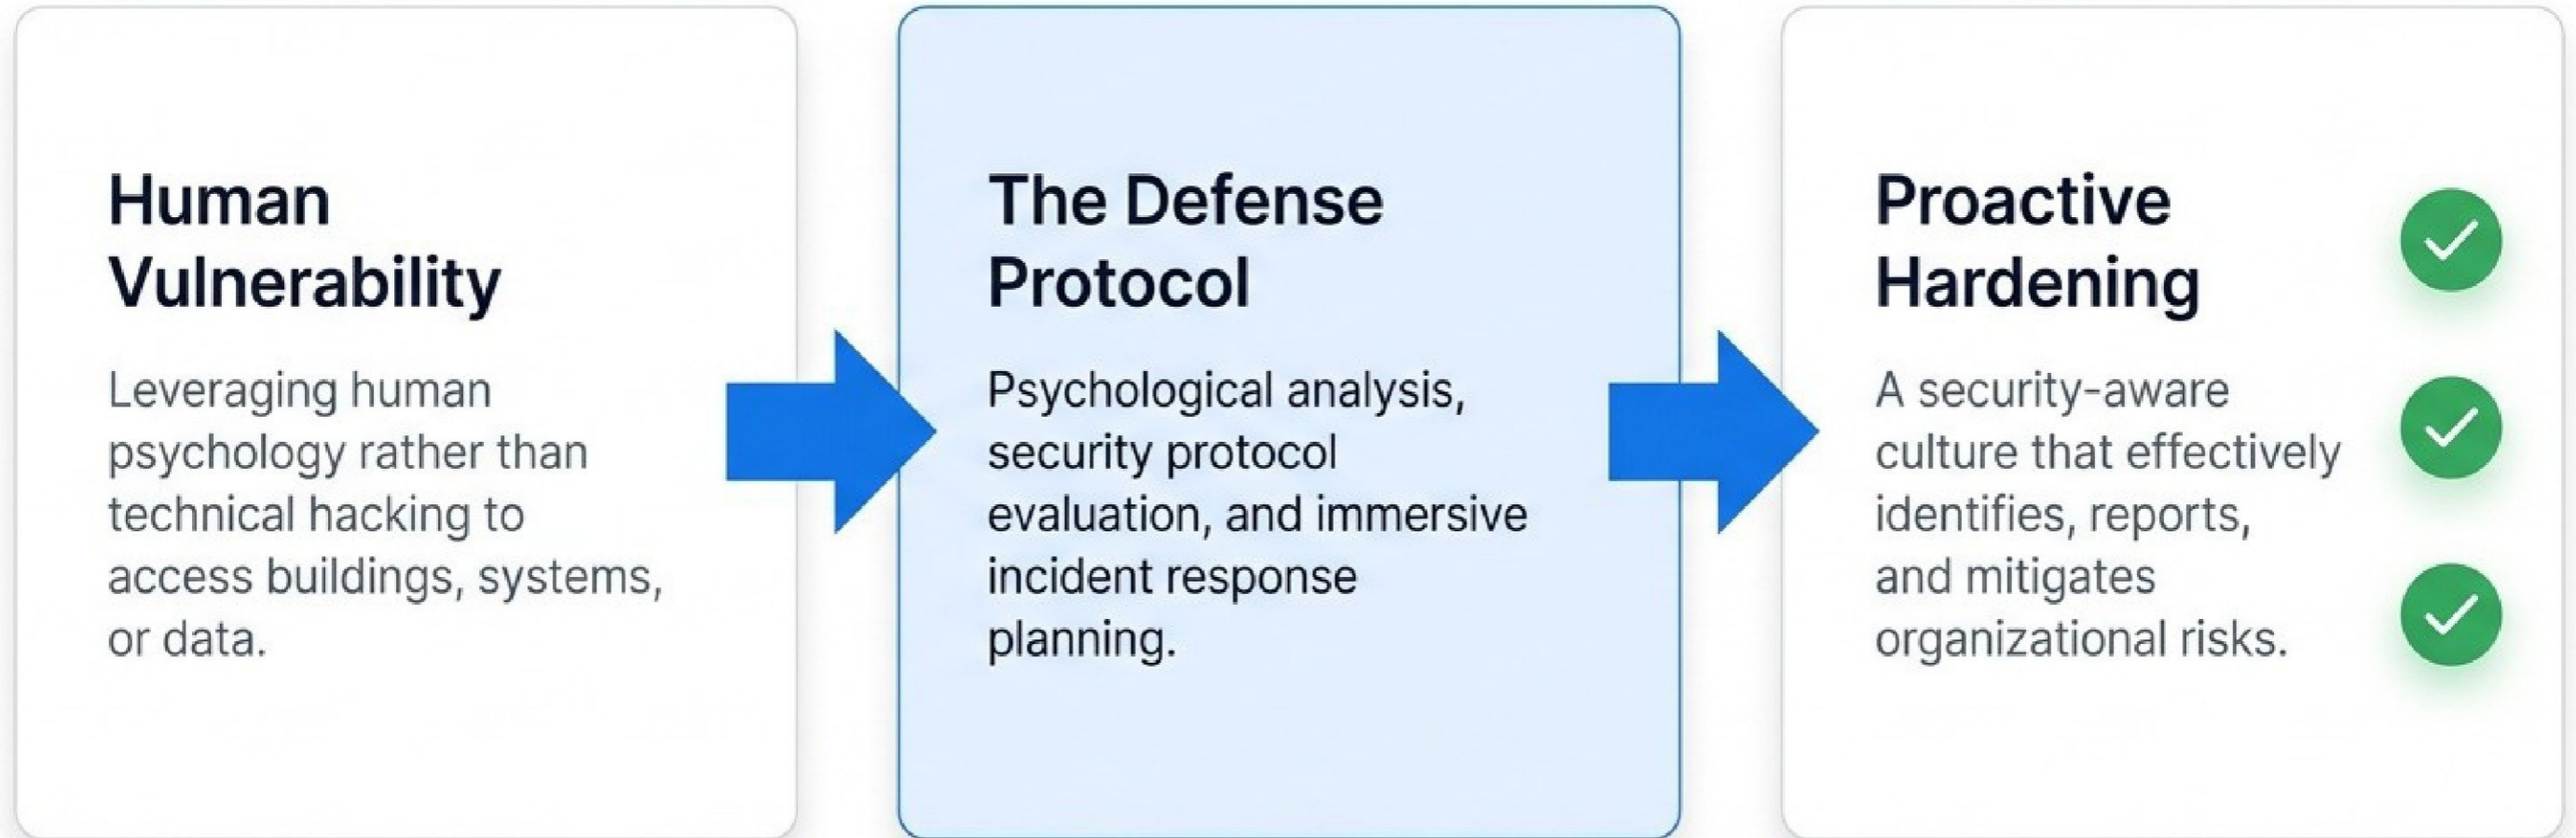 Human
Vulnerability
Leveraging human
psychology rather than
technical hacking to
access buildings, systems,
or data.
The Defense
Protocol
Psychological analysis,
security protocol
evaluation, and immersive
incident response
planning.
Proactive
Hardening
A security-aware
culture that effectively
identifies, reports,
and mitigates
organizational risks.